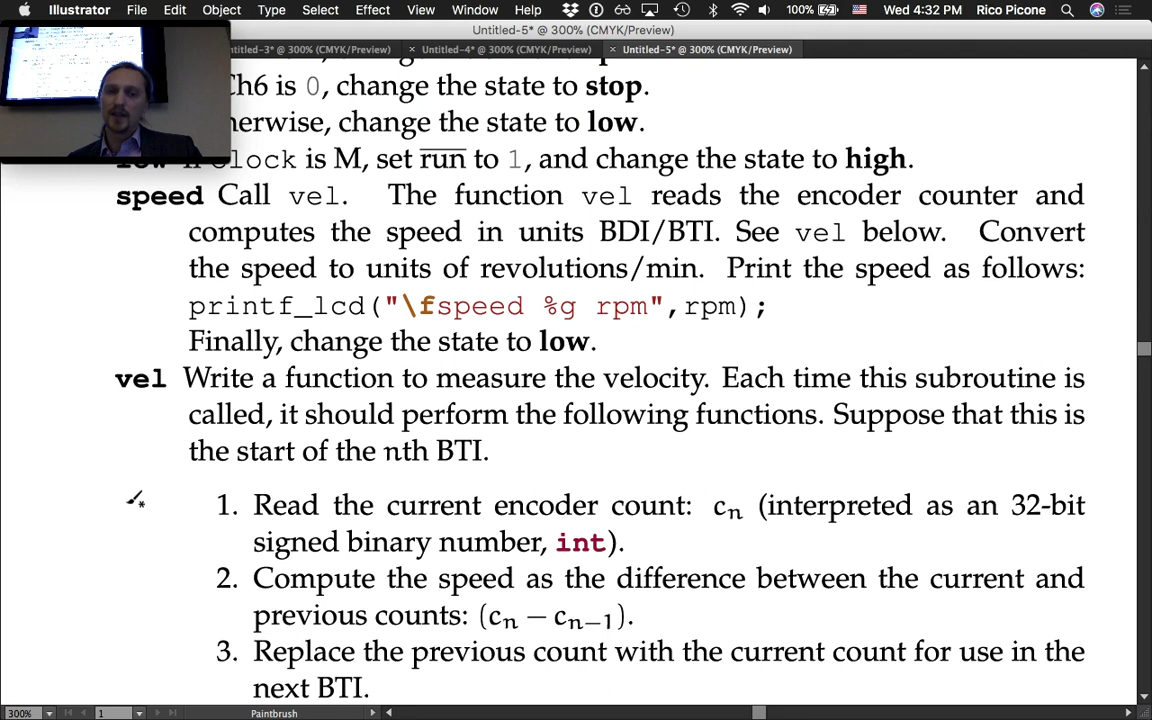 Illustrator File Edit Object Type Select Effect View Window Help 100% Wed 4:32 PM Rico Picone
Untitled-5* @ 300% (CMYK/Preview)
ntitled-3* @ 300% (CMYK/Preview) × Untitled-4* @ 300% (CMYK/Preview) × Untitled-5* @ 300% (CMYK/Preview)
Ch6 is 0, change the state to stop.
herwise, change the state to low.
clock is M, set run to 1, and change the state to high.
speed Call vel. The function vel reads the encoder counter and
computes the speed in units BDI/BTI. See vel below. Convert
the speed to units of revolutions/min. Print the speed as follows:
printf_lcd("\fspeed %g rpm",rpm);
Finally, change the state to low.
vel Write a function to measure the velocity. Each time this subroutine is
called, it should perform the following functions. Suppose that this is
the start of the nth BTI.
1. Read the current encoder count: cn (interpreted as an 32-bit
signed binary number, int).
2. Compute the speed as the difference between the current and
previous counts: (cn − cn−1).
3. Replace the previous count with the current count for use in the
next BTI.
300% 1 Paintbrush